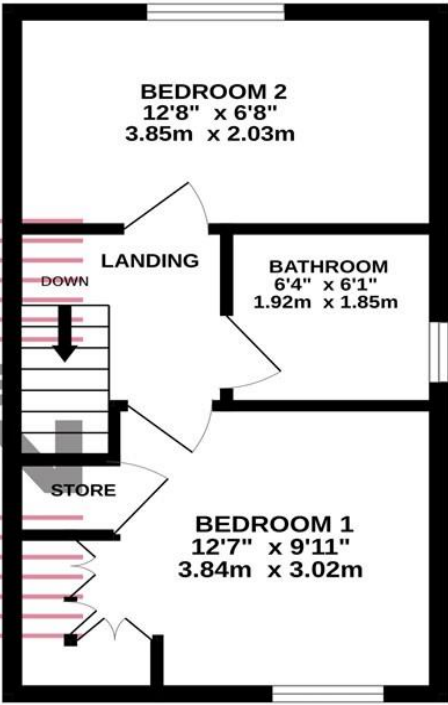 BEDROOM 2
12'8" x 6'8"
3.85m x 2.03m
LANDING
DOWN
BATHROOM
6'4" x 6'1"
1.92m x 1.85m
STORE
BEDROOM 1
12'7" x 9'11"
3.84m x 3.02m